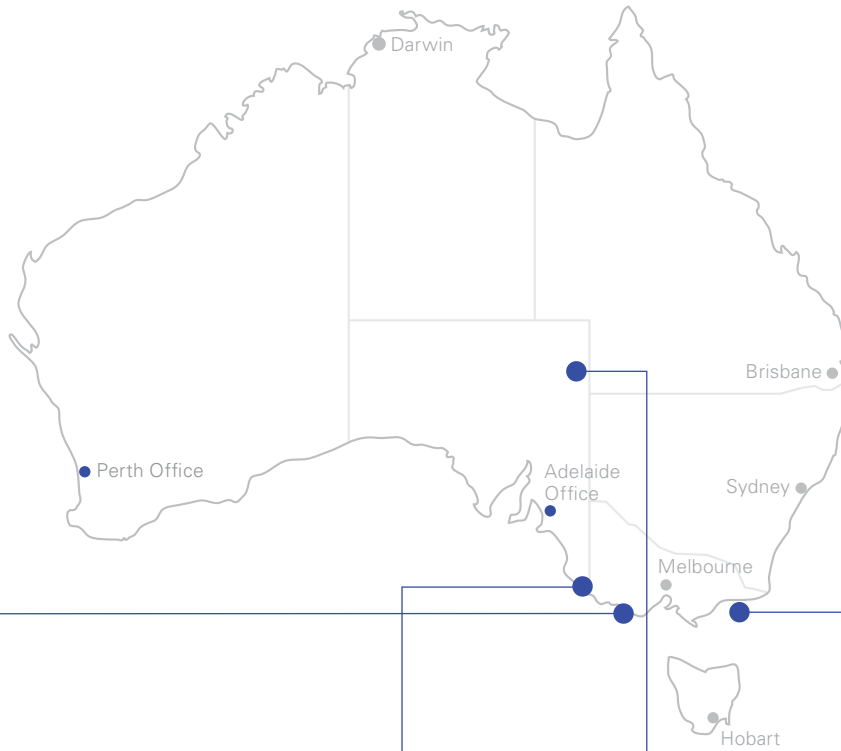 Darwin
Brisbane
Perth Office
Adelaide
Office
Sydney
Melbourne
Hobart